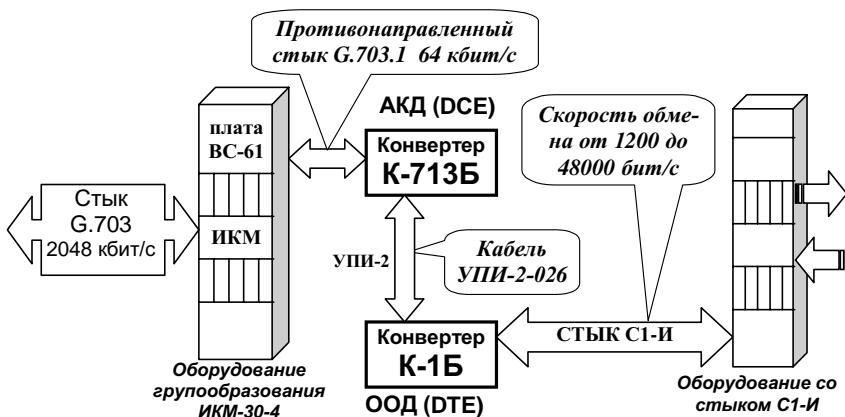 Противонаправленный
стык G.703.1 64 кбит/с
АКД (DCE)
Скорость обме-
на от 1200 до
48000 бит/с
плата
ВС-61
Конвертер
К-713Б
Стык
G.703
2048 кбит/с
ИКМ
УПИ-2
Кабель
УПИ-2-026
Конвертер
К-1Б
СТЫК С1-И
Оборудование
групообразования
ИКМ-30-4
ООД (DTE)
Оборудование со
стыком С1-И